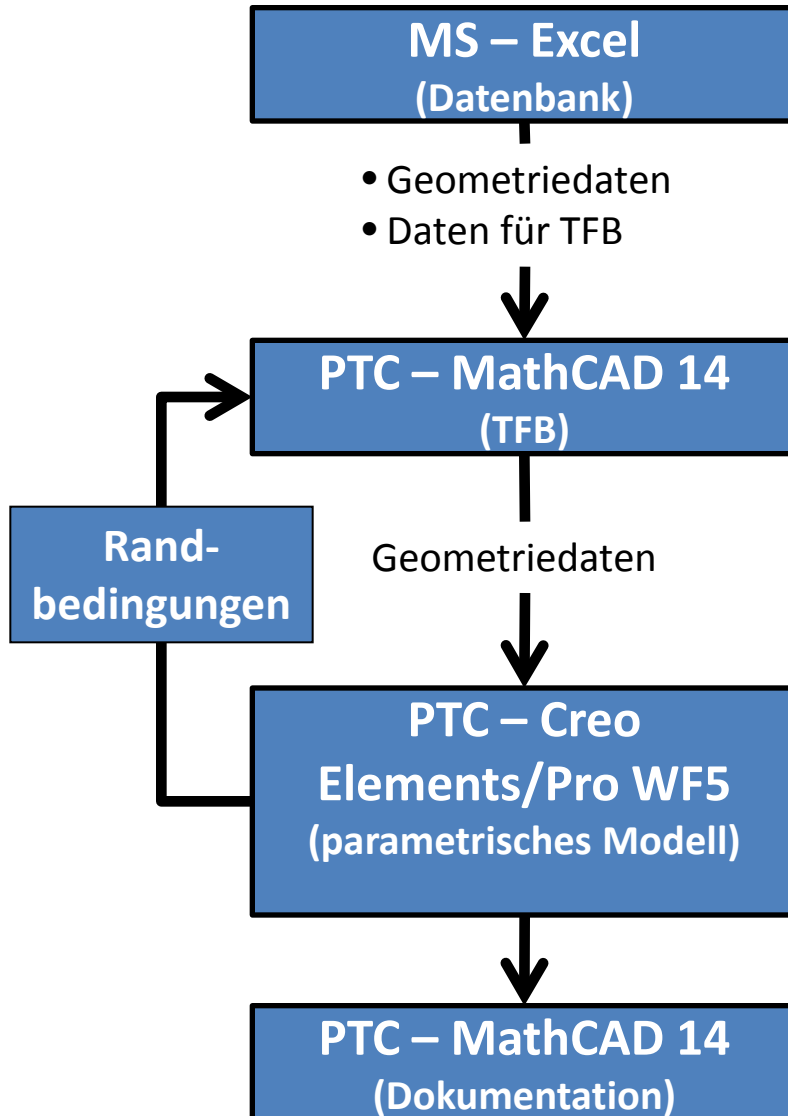 MS – Excel
(Datenbank)
• Geometriedaten
• Daten für TFB
PTC – MathCAD 14
(TFB)
Rand-
bedingungen
Geometriedaten
PTC – Creo
Elements/Pro WF5
(parametrisches Modell)
PTC – MathCAD 14
(Dokumentation)